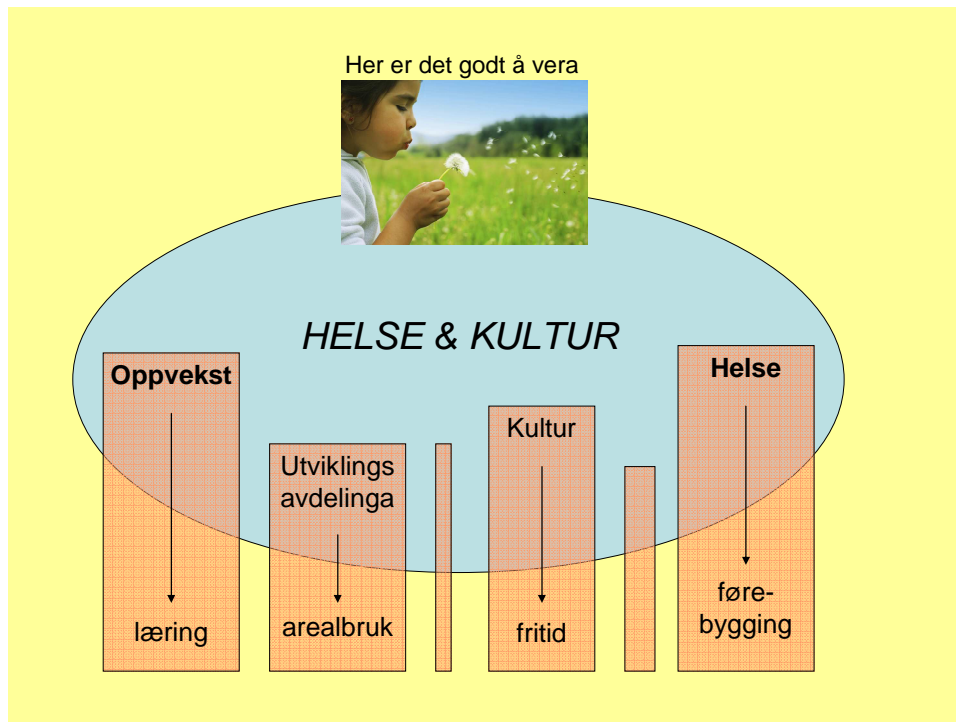 Her er det godt å vera
HELSE & KULTUR
Oppvekst
læring
Utviklings
avdelinga
arealbruk
Kultur
fritid
Helse
føre-
bygging